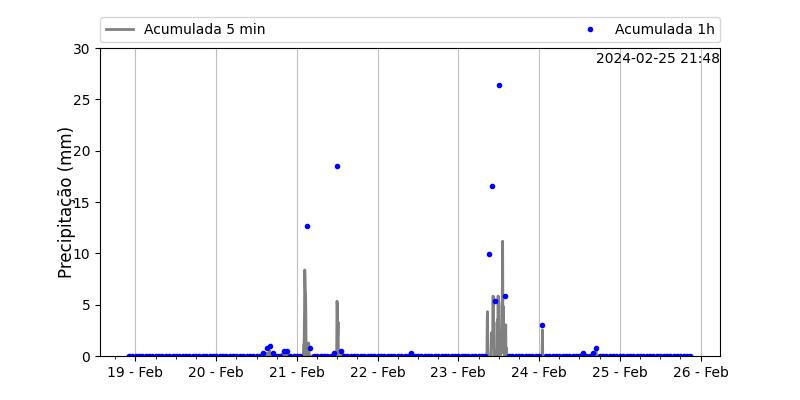 Acumulada 5 min
Acumulada 1h
2024-02-25 21:48
Precipitação (mm)
30
25
20
15
10
5
0
19 - Feb
20 - Feb
21 - Feb
22 - Feb
23 - Feb
24 - Feb
25 - Feb
26 - Feb